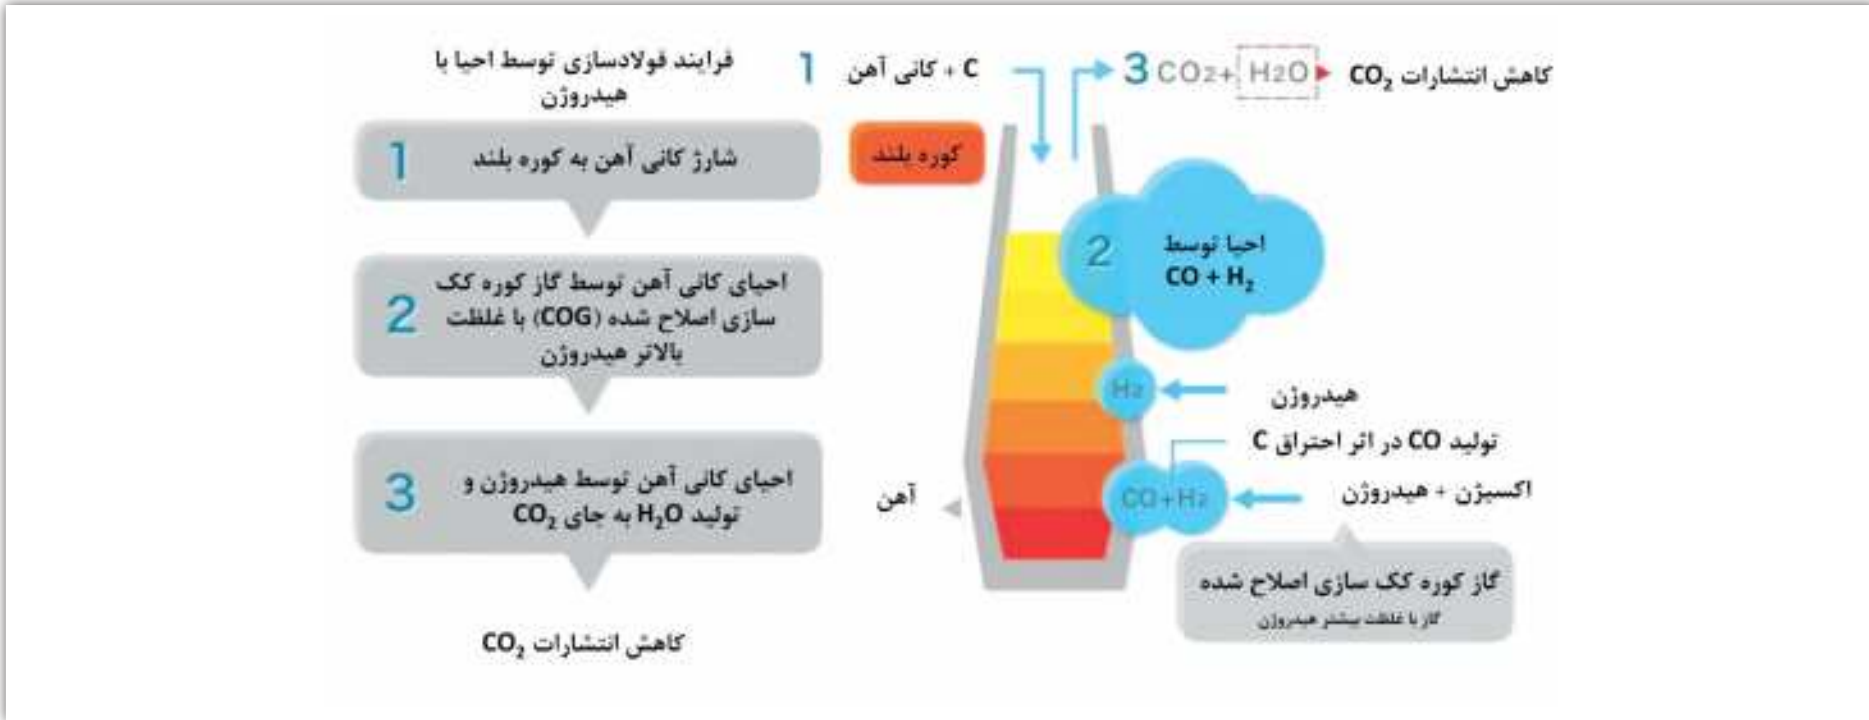 فرایند فولادسازی توسط احیا با
هیدروژن
1
شارژ کانی آهن به کوره بلند
2
احیای کانی آهن توسط گاز کوره کک
سازی اصلاح شده (COG) با غلظت
بالاتر هیدروژن
3
احیای کانی آهن توسط هیدروژن و
تولید H₂O به جای CO₂
کاهش انتشارات CO₂
1
کانی آهن + C
کوره بلند
3 CO2+ H2O
کاهش انتشارات CO₂
2
احیا توسط
CO + H₂
H2
هیدروژن
تولید CO در اثر احتراق C
CO+H2
اکسیژن + هیدروژن
آهن
گاز کوره کک سازی اصلاح شده
گاز با غلظت بیشتر هیدروژن